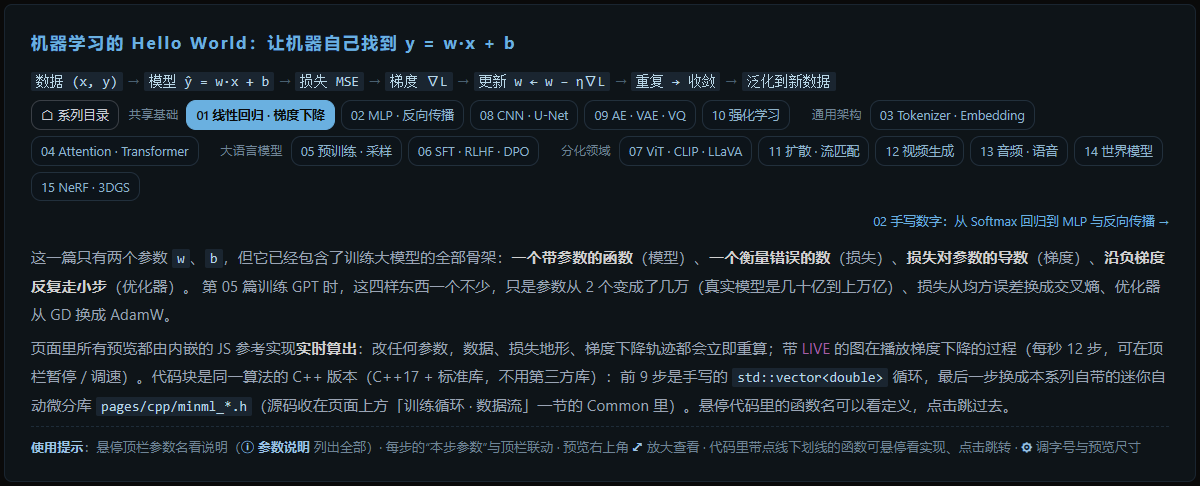 机器学习的 Hello World：让机器自己找到 y = w·x + b
数据 (x, y) → 模型 ŷ = w·x + b → 损失 MSE → 梯度 ∇L → 更新 w ← w − η∇L → 重复 → 收敛 → 泛化到新数据
⌂ 系列目录 共享基础 01 线性回归 · 梯度下降 02 MLP · 反向传播 08 CNN · U-Net 09 AE · VAE · VQ 10 强化学习 通用架构 03 Tokenizer · Embedding
04 Attention · Transformer 大语言模型 05 预训练 · 采样 06 SFT · RLHF · DPO 分化领域 07 ViT · CLIP · LLaVA 11 扩散 · 流匹配 12 视频生成 13 音频 · 语音 14 世界模型
15 NeRF · 3DGS
02 手写数字：从 Softmax 回归到 MLP 与反向传播 →
这一篇只有两个参数 w、b，但它已经包含了训练大模型的全部骨架：一个带参数的函数（模型）、一个衡量错误的数（损失）、损失对参数的导数（梯度）、沿负梯度
反复走小步（优化器）。 第 05 篇训练 GPT 时，这四样东西一个不少，只是参数从 2 个变成了几万（真实模型是几十亿到上万亿）、损失从均方误差换成交叉熵、优化器
从 GD 换成 AdamW。
页面里所有预览都由内嵌的 JS 参考实现实时算出：改任何参数，数据、损失地形、梯度下降轨迹都会立即重算；带 LIVE 的图在播放梯度下降的过程（每秒 12 步，可在顶
栏暂停 / 调速）。代码块是同一算法的 C++ 版本（C++17 + 标准库，不用第三方库）：前 9 步是手写的 std::vector<double> 循环，最后一步换成本系列自带的迷你自
动微分库 pages/cpp/minml_*.h（源码收在页面上方「训练循环 · 数据流」一节的 Common 里）。悬停代码里的函数名可以看定义，点击跳过去。
使用提示：悬停顶栏参数名看说明（ⓘ 参数说明 列出全部）· 每步的“本步参数”与顶栏联动 · 预览右上角 ⤢ 放大查看 · 代码里带点线下划线的函数可悬停看实现、点击跳转 · ⚙ 调字号与预览尺寸